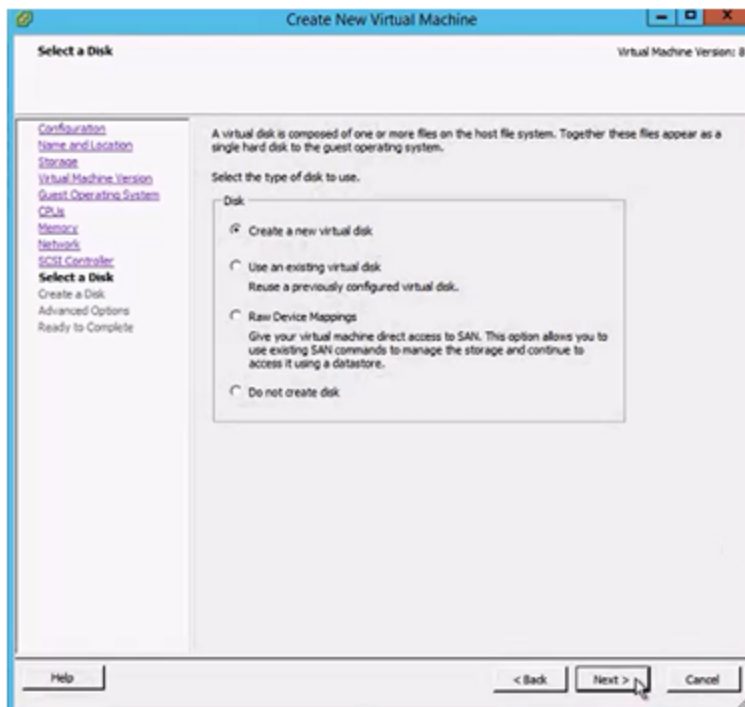 Create New Virtual Machine
Select a Disk
Virtual Machine Version: 8
Configuration
Name and Location
Storage
Virtual Machine Version
Guest Operating System
CPUs
Memory
Network
SCSI Controller
Select a Disk
Create a Disk
Advanced Options
Ready to Complete
A virtual disk is composed of one or more files on the host file system. Together these files appear as a
single hard disk to the guest operating system.
Select the type of disk to use.
Disk
Create a new virtual disk
Use an existing virtual disk
Reuse a previously configured virtual disk.
Raw Device Mappings
Give your virtual machine direct access to SAN. This option allows you to
use existing SAN commands to manage the storage and continue to
access it using a datastore.
Do not create disk
Help
< Back
Next >
Cancel